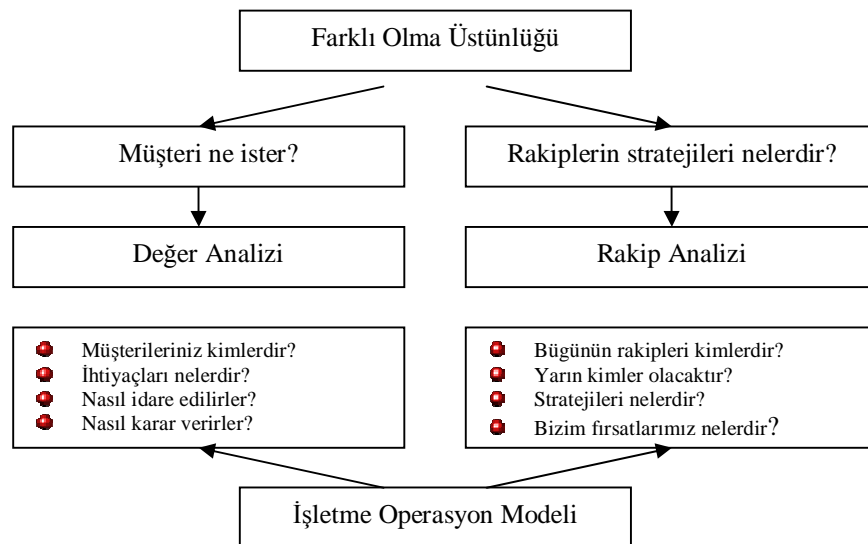 Farklı Olma Üstünlüğü
Müşteri ne ister?
Rakiplerin stratejileri nelerdir?
Değer Analizi
Rakip Analizi
Müşterileriniz kimlerdir?
İhtiyaçları nelerdir?
Nasıl idare edilirler?
Nasıl karar verirler?
Bügünün rakipleri kimlerdir?
Yarın kimler olacaktır?
Stratejileri nelerdir?
Bizim fırsatlarımız nelerdir?
İşletme Operasyon Modeli